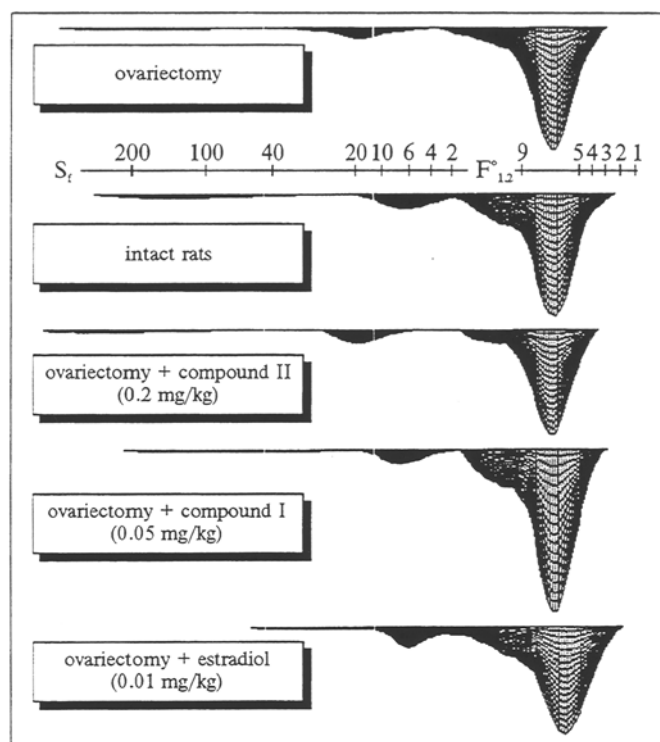 ovariectomy
S_f 200 100 40 20 10 6 4 2 F°_1.2 9 5 4 3 2 1
intact rats
ovariectomy + compound II
(0.2 mg/kg)
ovariectomy + compound I
(0.05 mg/kg)
ovariectomy + estradiol
(0.01 mg/kg)